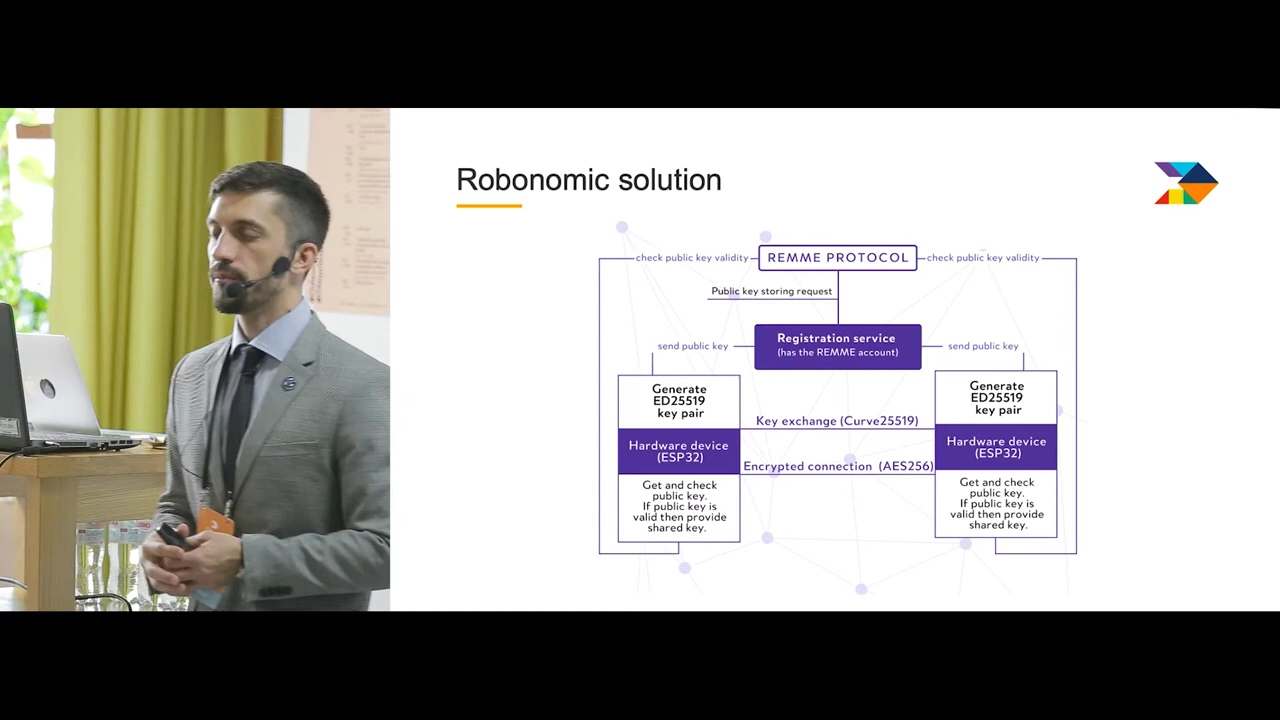 Robonomic solution
check public key validity
REMME PROTOCOL
check public key validity
Public key storing request
Registration service
(has the REMME account)
send public key
send public key
Generate
ED25519
key pair
Hardware device
(ESP32)
Get and check
public key.
If public key is
valid then provide
shared key.
Key exchange (Curve25519)
Encrypted connection (AES256)
Generate
ED25519
key pair
Hardware device
(ESP32)
Get and check
public key.
If public key is
valid then provide
shared key.